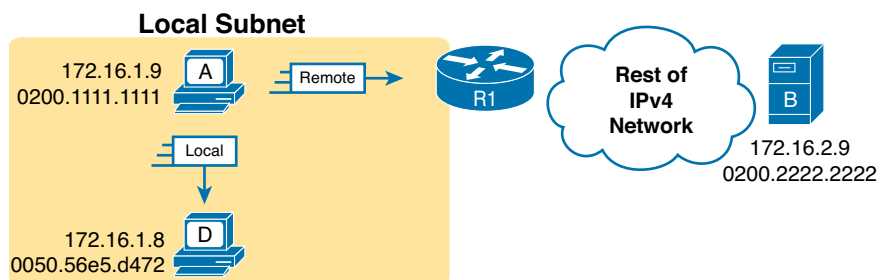 Local Subnet
172.16.1.9
0200.1111.1111
A
Remote
R1
Rest of
IPv4
Network
B
172.16.2.9
0200.2222.2222
Local
172.16.1.8
0050.56e5.d472
D